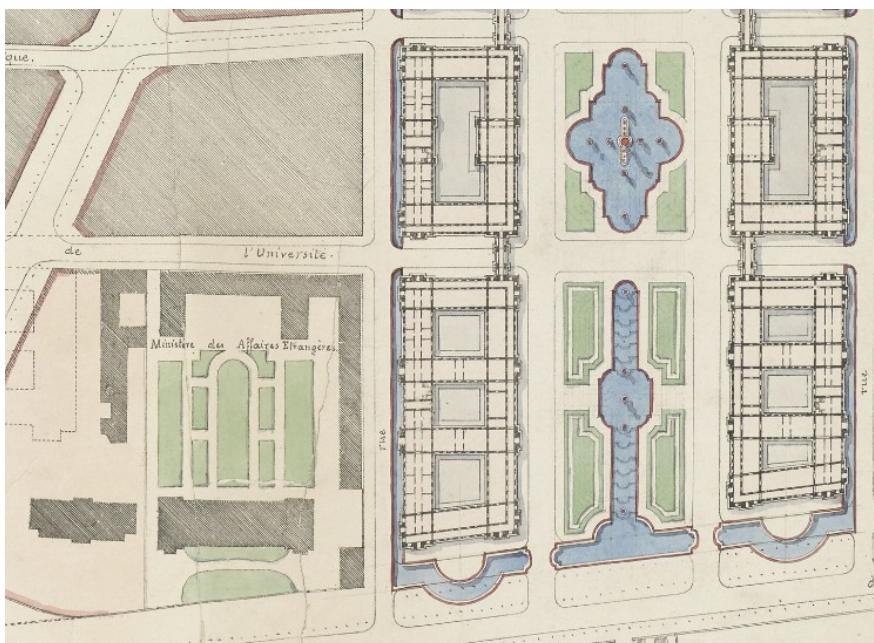 que.
de l'Université.
Ministère des Affaires Etrangères.
rue
rue